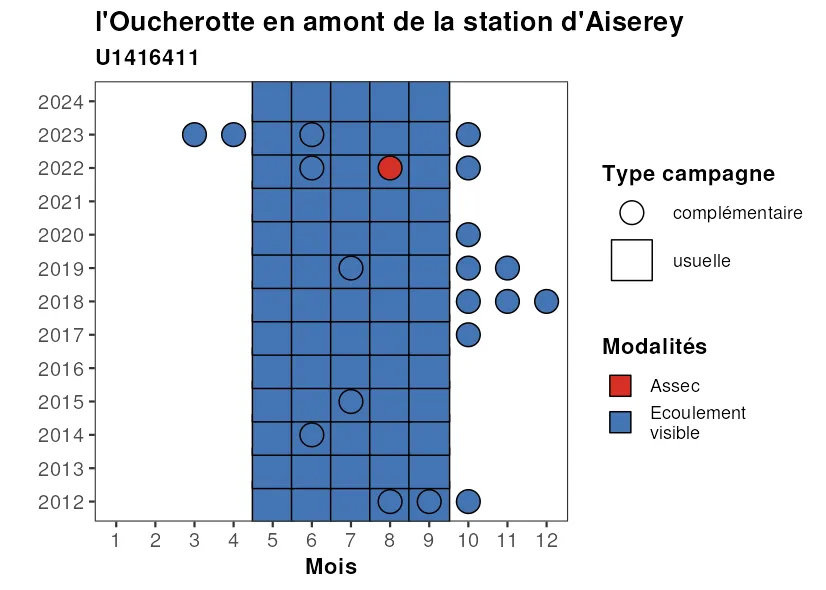 l'Oucherotte en amont de la station d'Aiserey
U1416411
2024
2023
2022
2021
2020
2019
2018
2017
2016
2015
2014
2013
2012
1 2 3 4 5 6 7 8 9 10 11 12
Mois
Type campagne
complémentaire
usuelle
Modalités
Assec
Ecoulement
visible